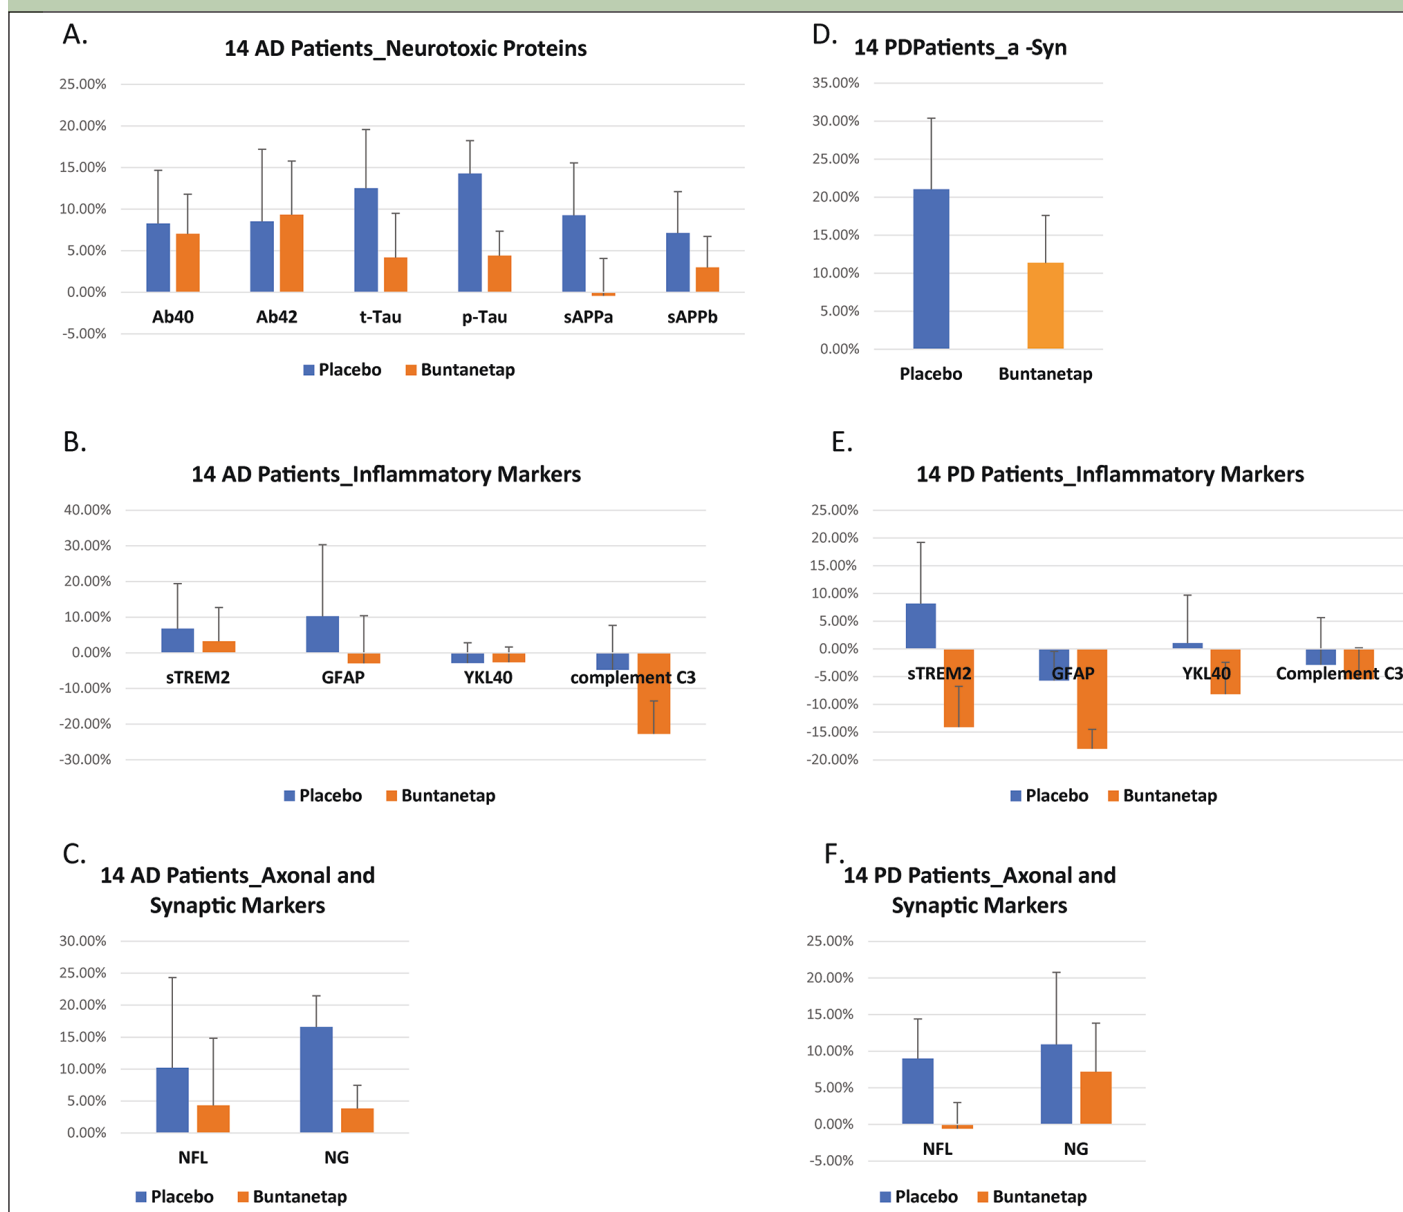 A.
14 AD Patients_Neurotoxic Proteins
25.00%
20.00%
15.00%
10.00%
5.00%
0.00%
-5.00%
Ab40 Ab42 t-Tau p-Tau sAPPa sAPPb
Placebo Buntanetap
D.
14 PDPatients_a -Syn
35.00%
30.00%
25.00%
20.00%
15.00%
10.00%
5.00%
0.00%
Placebo Buntanetap
B.
14 AD Patients_Inflammatory Markers
40.00%
30.00%
20.00%
10.00%
0.00%
-10.00%
-20.00%
-30.00%
sTREM2 GFAP YKL40 complement C3
Placebo Buntanetap
E.
14 PD Patients_Inflammatory Markers
25.00%
20.00%
15.00%
10.00%
5.00%
0.00%
-5.00%
-10.00%
-15.00%
-20.00%
sTREM2 GFAP YKL40 Complement C3
Placebo Buntanetap
C.
14 AD Patients_Axonal and
Synaptic Markers
30.00%
25.00%
20.00%
15.00%
10.00%
5.00%
0.00%
NFL NG
Placebo Buntanetap
F.
14 PD Patients_Axonal and
Synaptic Markers
25.00%
20.00%
15.00%
10.00%
5.00%
0.00%
-5.00%
NFL NG
Placebo Buntanetap